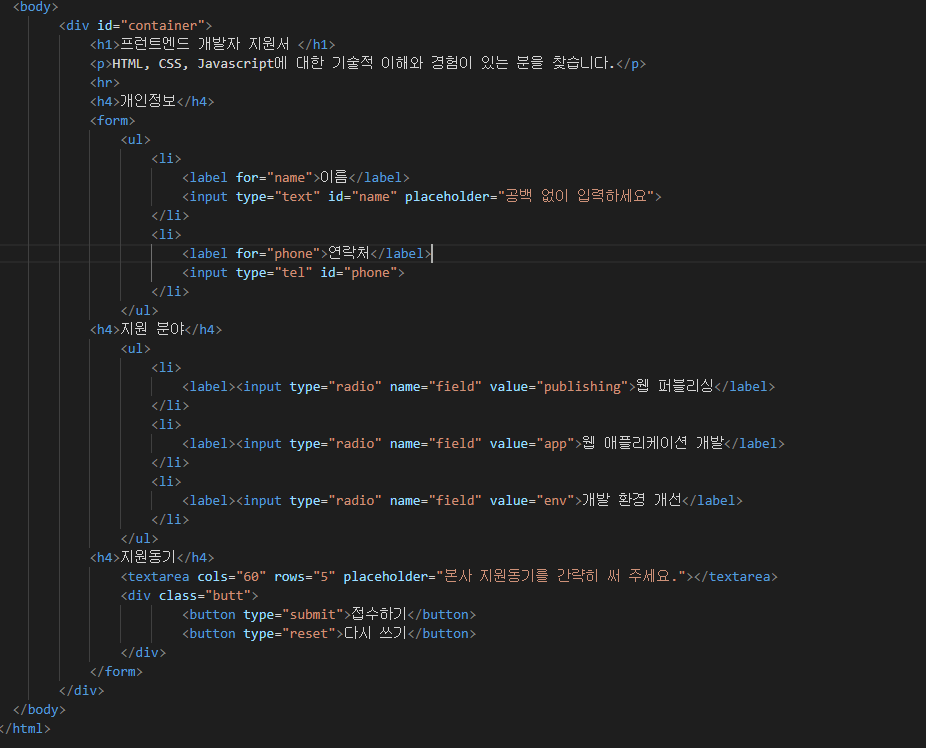 <body>
<div id="container">
<h1>프런트엔드 개발자 지원서 </h1>
<p>HTML, CSS, Javascript에 대한 기술적 이해와 경험이 있는 분을 찾습니다.</p>
<hr>
<h4>개인정보</h4>
<form>
<ul>
<li>
<label for="name">이름</label>
<input type="text" id="name" placeholder="공백 없이 입력하세요">
</li>
<li>
<label for="phone">연락처</label>
<input type="tel" id="phone">
</li>
</ul>
<h4>지원 분야</h4>
<ul>
<li>
<label><input type="radio" name="field" value="publishing">웹 퍼블리싱</label>
</li>
<li>
<label><input type="radio" name="field" value="app">웹 애플리케이션 개발</label>
</li>
<li>
<label><input type="radio" name="field" value="env">개발 환경 개선</label>
</li>
</ul>
<h4>지원동기</h4>
<textarea cols="60" rows="5" placeholder="본사 지원동기를 간략히 써 주세요."></textarea>
<div class="butt">
<button type="submit">접수하기</button>
<button type="reset">다시 쓰기</button>
</div>
</form>
</div>
</body>
</html>